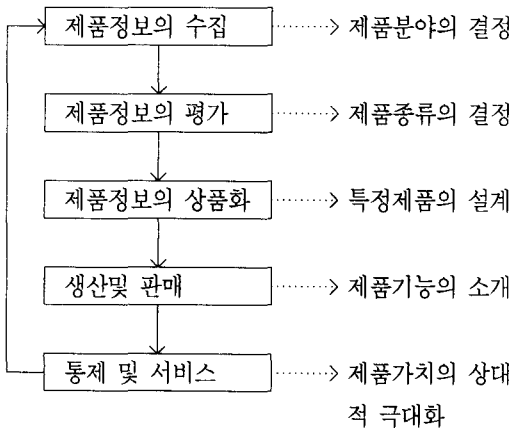 제품정보의 수집
제품분야의 결정
제품정보의 평가
제품종류의 결정
제품정보의 상품화
특정제품의 설계
생산및 판매
제품기능의 소개
통제 및 서비스
제품가치의 상대
적 극대화